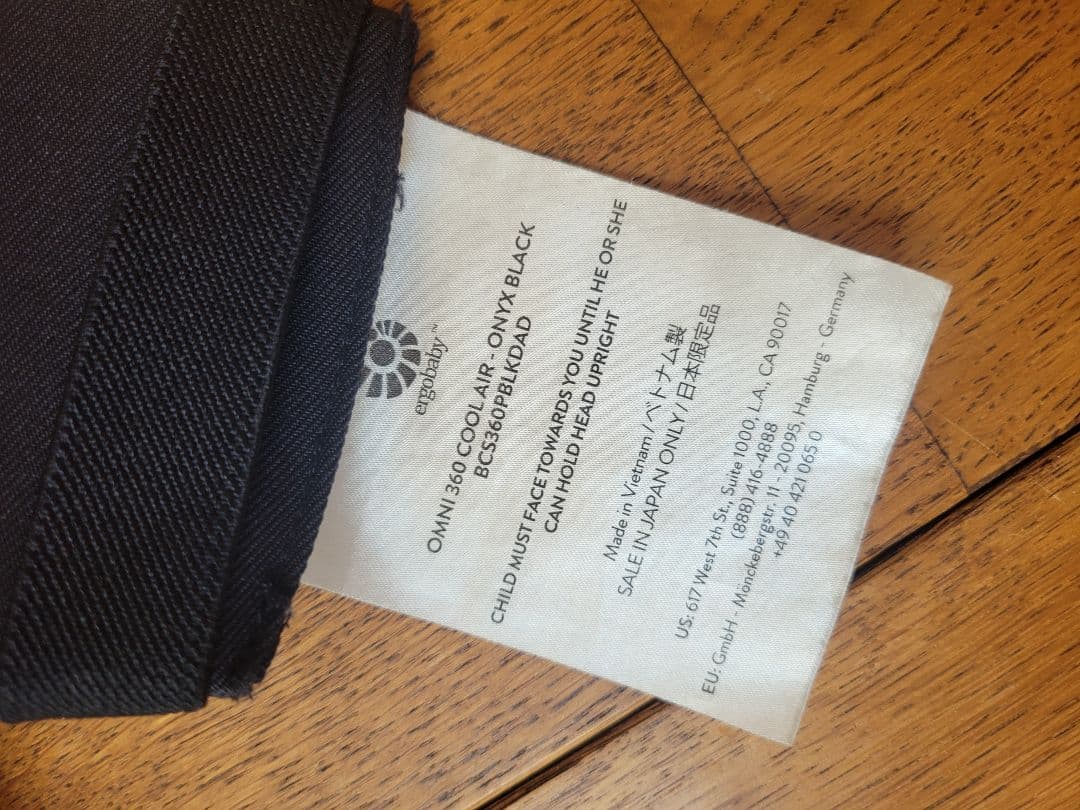 ergobaby™
OMNI 360 COOL AIR - ONYX BLACK
BCS360PBLKDAD
CHILD MUST FACE TOWARDS YOU UNTIL HE OR SHE
CAN HOLD HEAD UPRIGHT
Made in Vietnam / ベトナム製
SALE IN JAPAN ONLY / 日本限定品
US: 617 West 7th St., Suite 1000, LA., CA 90017
(888) 416-4888
EU: GmbH - Mönckebergstr. 11 - 20095, Hamburg - Germany
+49 40 421 065 0